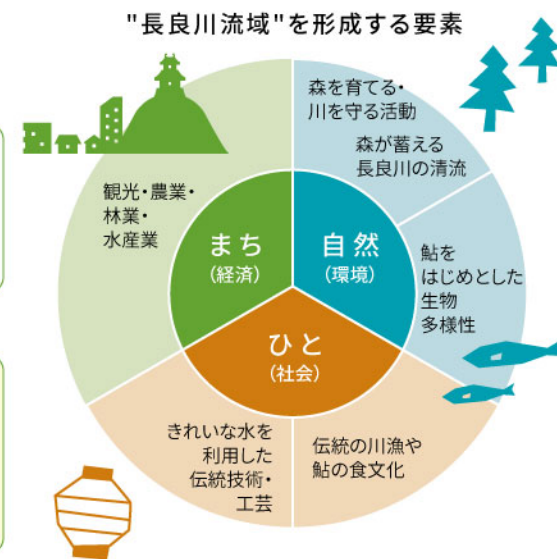 "長良川流域"を形成する要素
森を育てる・
川を守る活動
森が蓄える
長良川の清流
観光・農業・
林業・
水産業
まち
(経済)
自然
(環境)
鮎を
はじめとした
生物
多様性
ひと
(社会)
きれいな水を
利用した
伝統技術・
工芸
伝統の川漁や
鮎の食文化